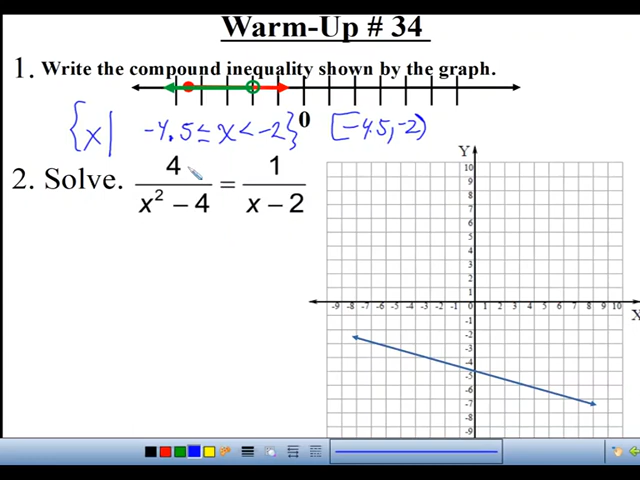 Warm-Up # 34
1. Write the compound inequality shown by the graph.
0
{x| -4.5 ≤ x < -2} [-4.5, -2)
2. Solve. 4/(x² − 4) = 1/(x − 2)
Y
10
9
8
7
6
5
4
3
2
1
-9 -8 -7 -6 -5 -4 -3 -2 -1 0 1 2 3 4 5 6 7 8 9 10
X
-1
-2
-3
-4
-5
-6
-7
-8
-9